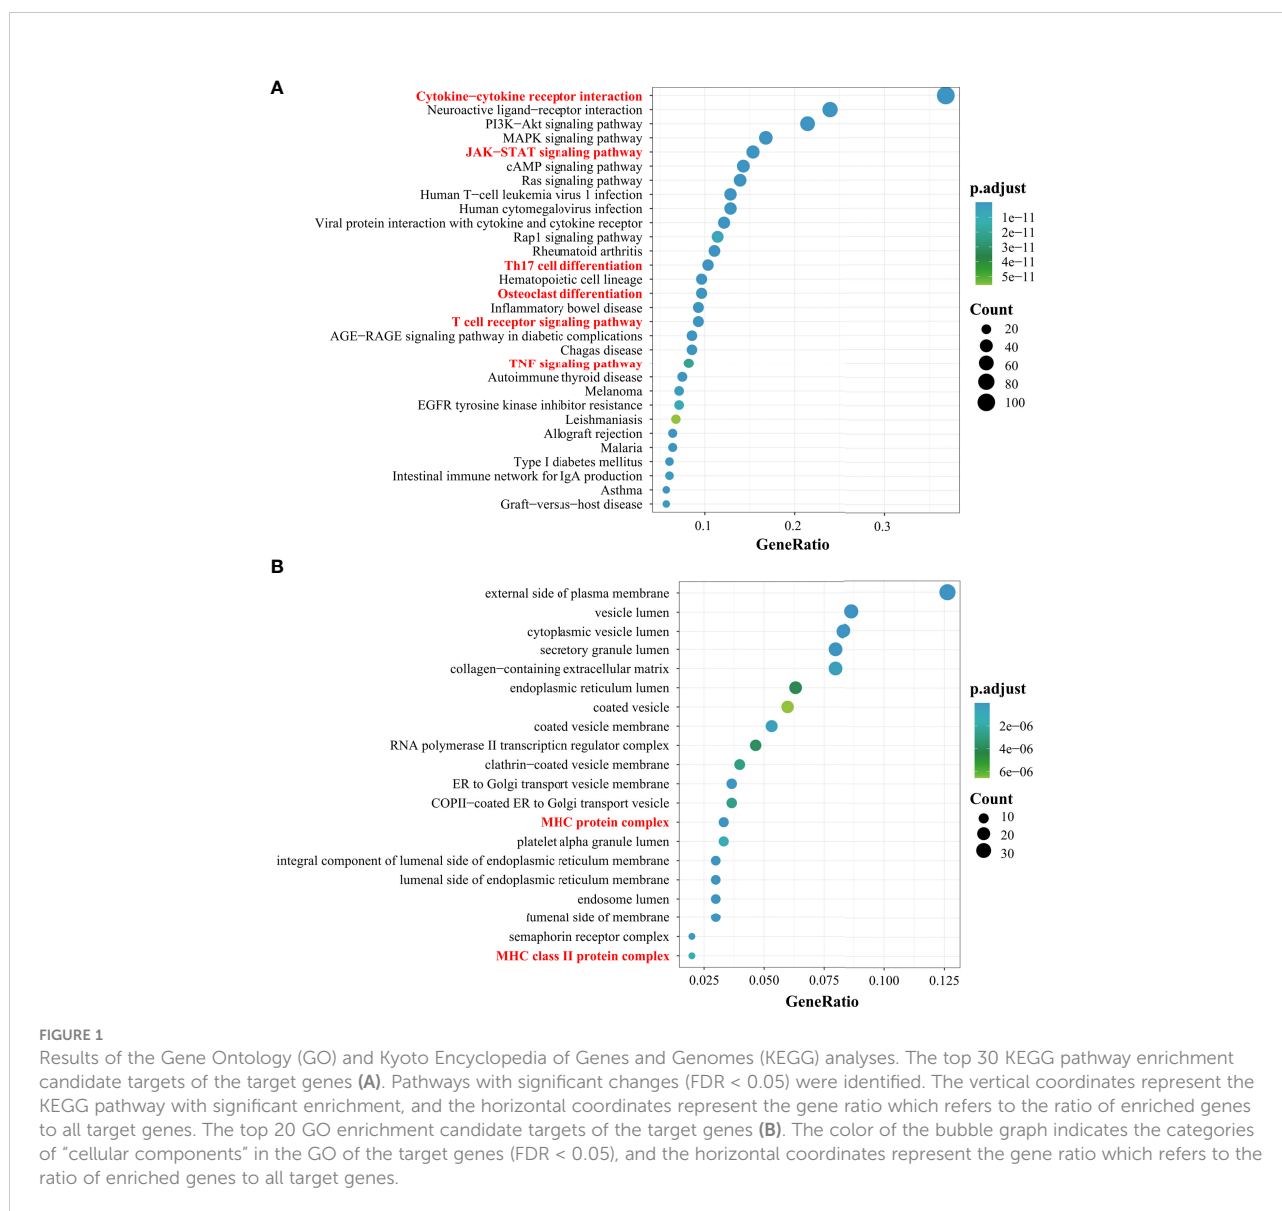 A
Cytokine−cytokine receptor interaction
Neuroactive ligand−receptor interaction
PI3K−Akt signaling pathway
MAPK signaling pathway
JAK−STAT signaling pathway
cAMP signaling pathway
Ras signaling pathway
Human T−cell leukemia virus 1 infection
Human cytomegalovirus infection
Viral protein interaction with cytokine and cytokine receptor
Rap1 signaling pathway
Rheumatoid arthritis
Th17 cell differentiation
Hematopoietic cell lineage
Osteoclast differentiation
Inflammatory bowel disease
T cell receptor signaling pathway
AGE−RAGE signaling pathway in diabetic complications
Chagas disease
TNF signaling pathway
Autoimmune thyroid disease
Melanoma
EGFR tyrosine kinase inhibitor resistance
Leishmaniasis
Allograft rejection
Malaria
Type I diabetes mellitus
Intestinal immune network for IgA production
Asthma
Graft−versus−host disease
0.1 0.2 0.3
GeneRatio
p.adjust
1e−11
2e−11
3e−11
4e−11
5e−11
Count
20
40
60
80
100
B
external side of plasma membrane
vesicle lumen
cytoplasmic vesicle lumen
secretory granule lumen
collagen−containing extracellular matrix
endoplasmic reticulum lumen
coated vesicle
coated vesicle membrane
RNA polymerase II transcription regulator complex
clathrin−coated vesicle membrane
ER to Golgi transport vesicle membrane
COPII−coated ER to Golgi transport vesicle
MHC protein complex
platelet alpha granule lumen
integral component of lumenal side of endoplasmic reticulum membrane
lumenal side of endoplasmic reticulum membrane
endosome lumen
lumenal side of membrane
semaphorin receptor complex
MHC class II protein complex
0.025 0.050 0.075 0.100 0.125
GeneRatio
p.adjust
2e−06
4e−06
6e−06
Count
10
20
30
FIGURE 1
Results of the Gene Ontology (GO) and Kyoto Encyclopedia of Genes and Genomes (KEGG) analyses. The top 30 KEGG pathway enrichment
candidate targets of the target genes (A). Pathways with significant changes (FDR < 0.05) were identified. The vertical coordinates represent the
KEGG pathway with significant enrichment, and the horizontal coordinates represent the gene ratio which refers to the ratio of enriched genes
to all target genes. The top 20 GO enrichment candidate targets of the target genes (B). The color of the bubble graph indicates the categories
of “cellular components” in the GO of the target genes (FDR < 0.05), and the horizontal coordinates represent the gene ratio which refers to the
ratio of enriched genes to all target genes.